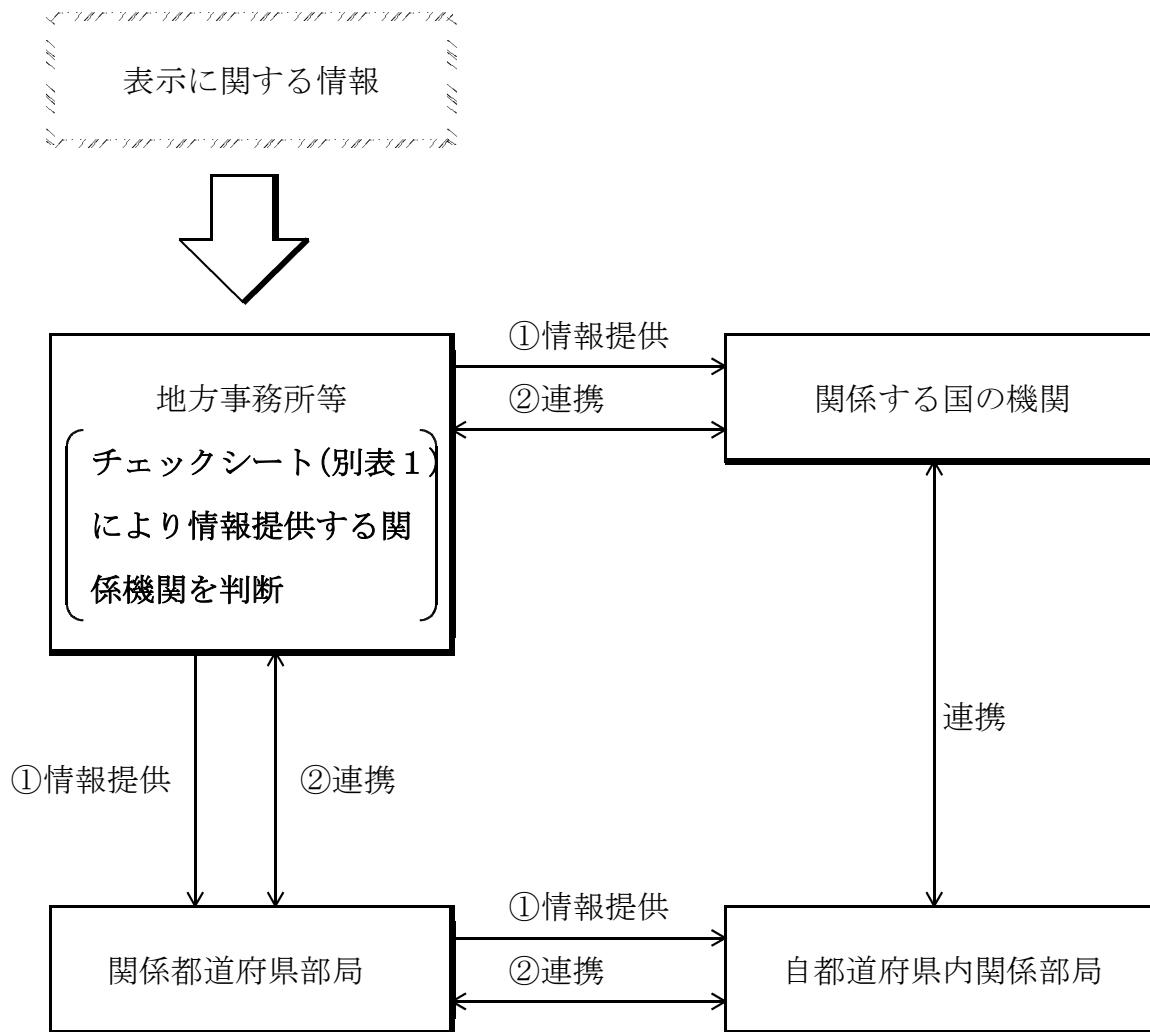 表示に関する情報
①情報提供
地方事務所等
②連携
関係する国の機関
チェックシート(別表１)
により情報提供する関
係機関を判断
連携
①情報提供
②連携
①情報提供
関係都道府県部局
②連携
自都道府県内関係部局